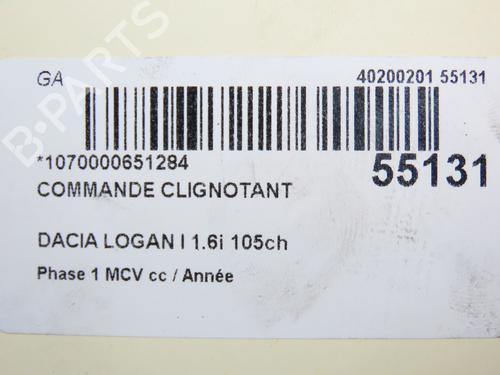 GA
40200201 55131
*1070000651284
55131
COMMANDE CLIGNOTANT
DACIA LOGAN I 1.6i 105ch
Phase 1 MCV cc / Année
B-PARTS